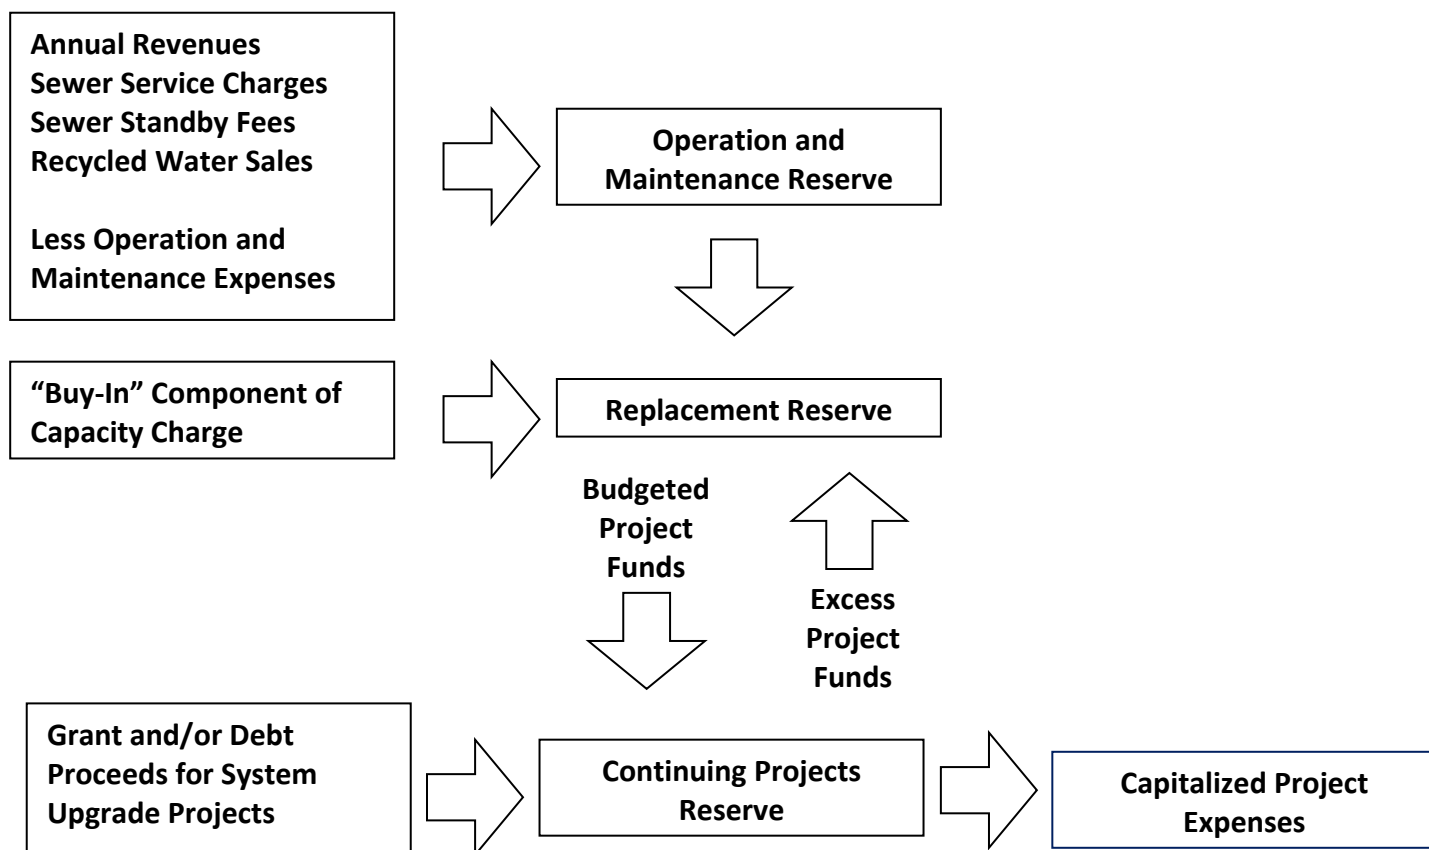 Annual Revenues
Sewer Service Charges
Sewer Standby Fees
Recycled Water Sales
Less Operation and
Maintenance Expenses
Operation and
Maintenance Reserve
“Buy-In” Component of
Capacity Charge
Replacement Reserve
Budgeted
Project
Funds
Excess
Project
Funds
Grant and/or Debt
Proceeds for System
Upgrade Projects
Continuing Projects
Reserve
Capitalized Project
Expenses